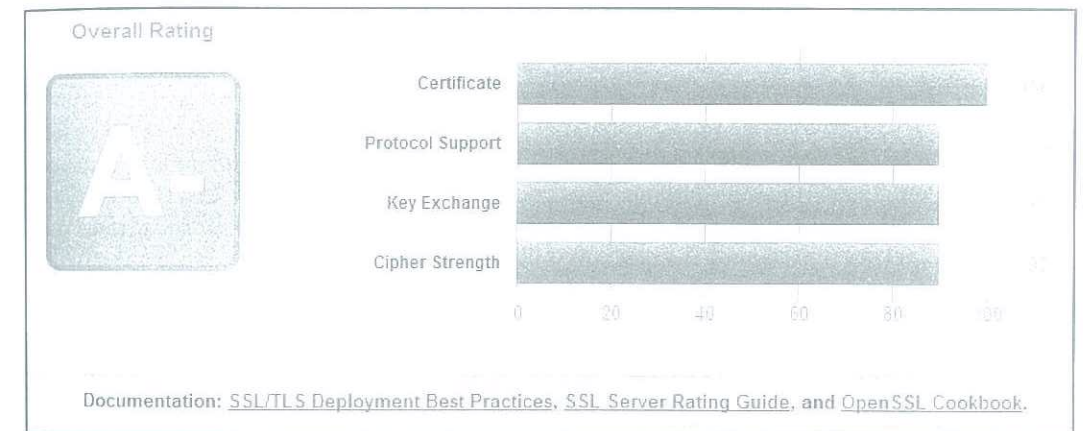 Overall Rating
A-
Certificate
Protocol Support
Key Exchange
Cipher Strength
0 20 40 60 80 100
Documentation: SSL/TLS Deployment Best Practices, SSL Server Rating Guide, and OpenSSL Cookbook.